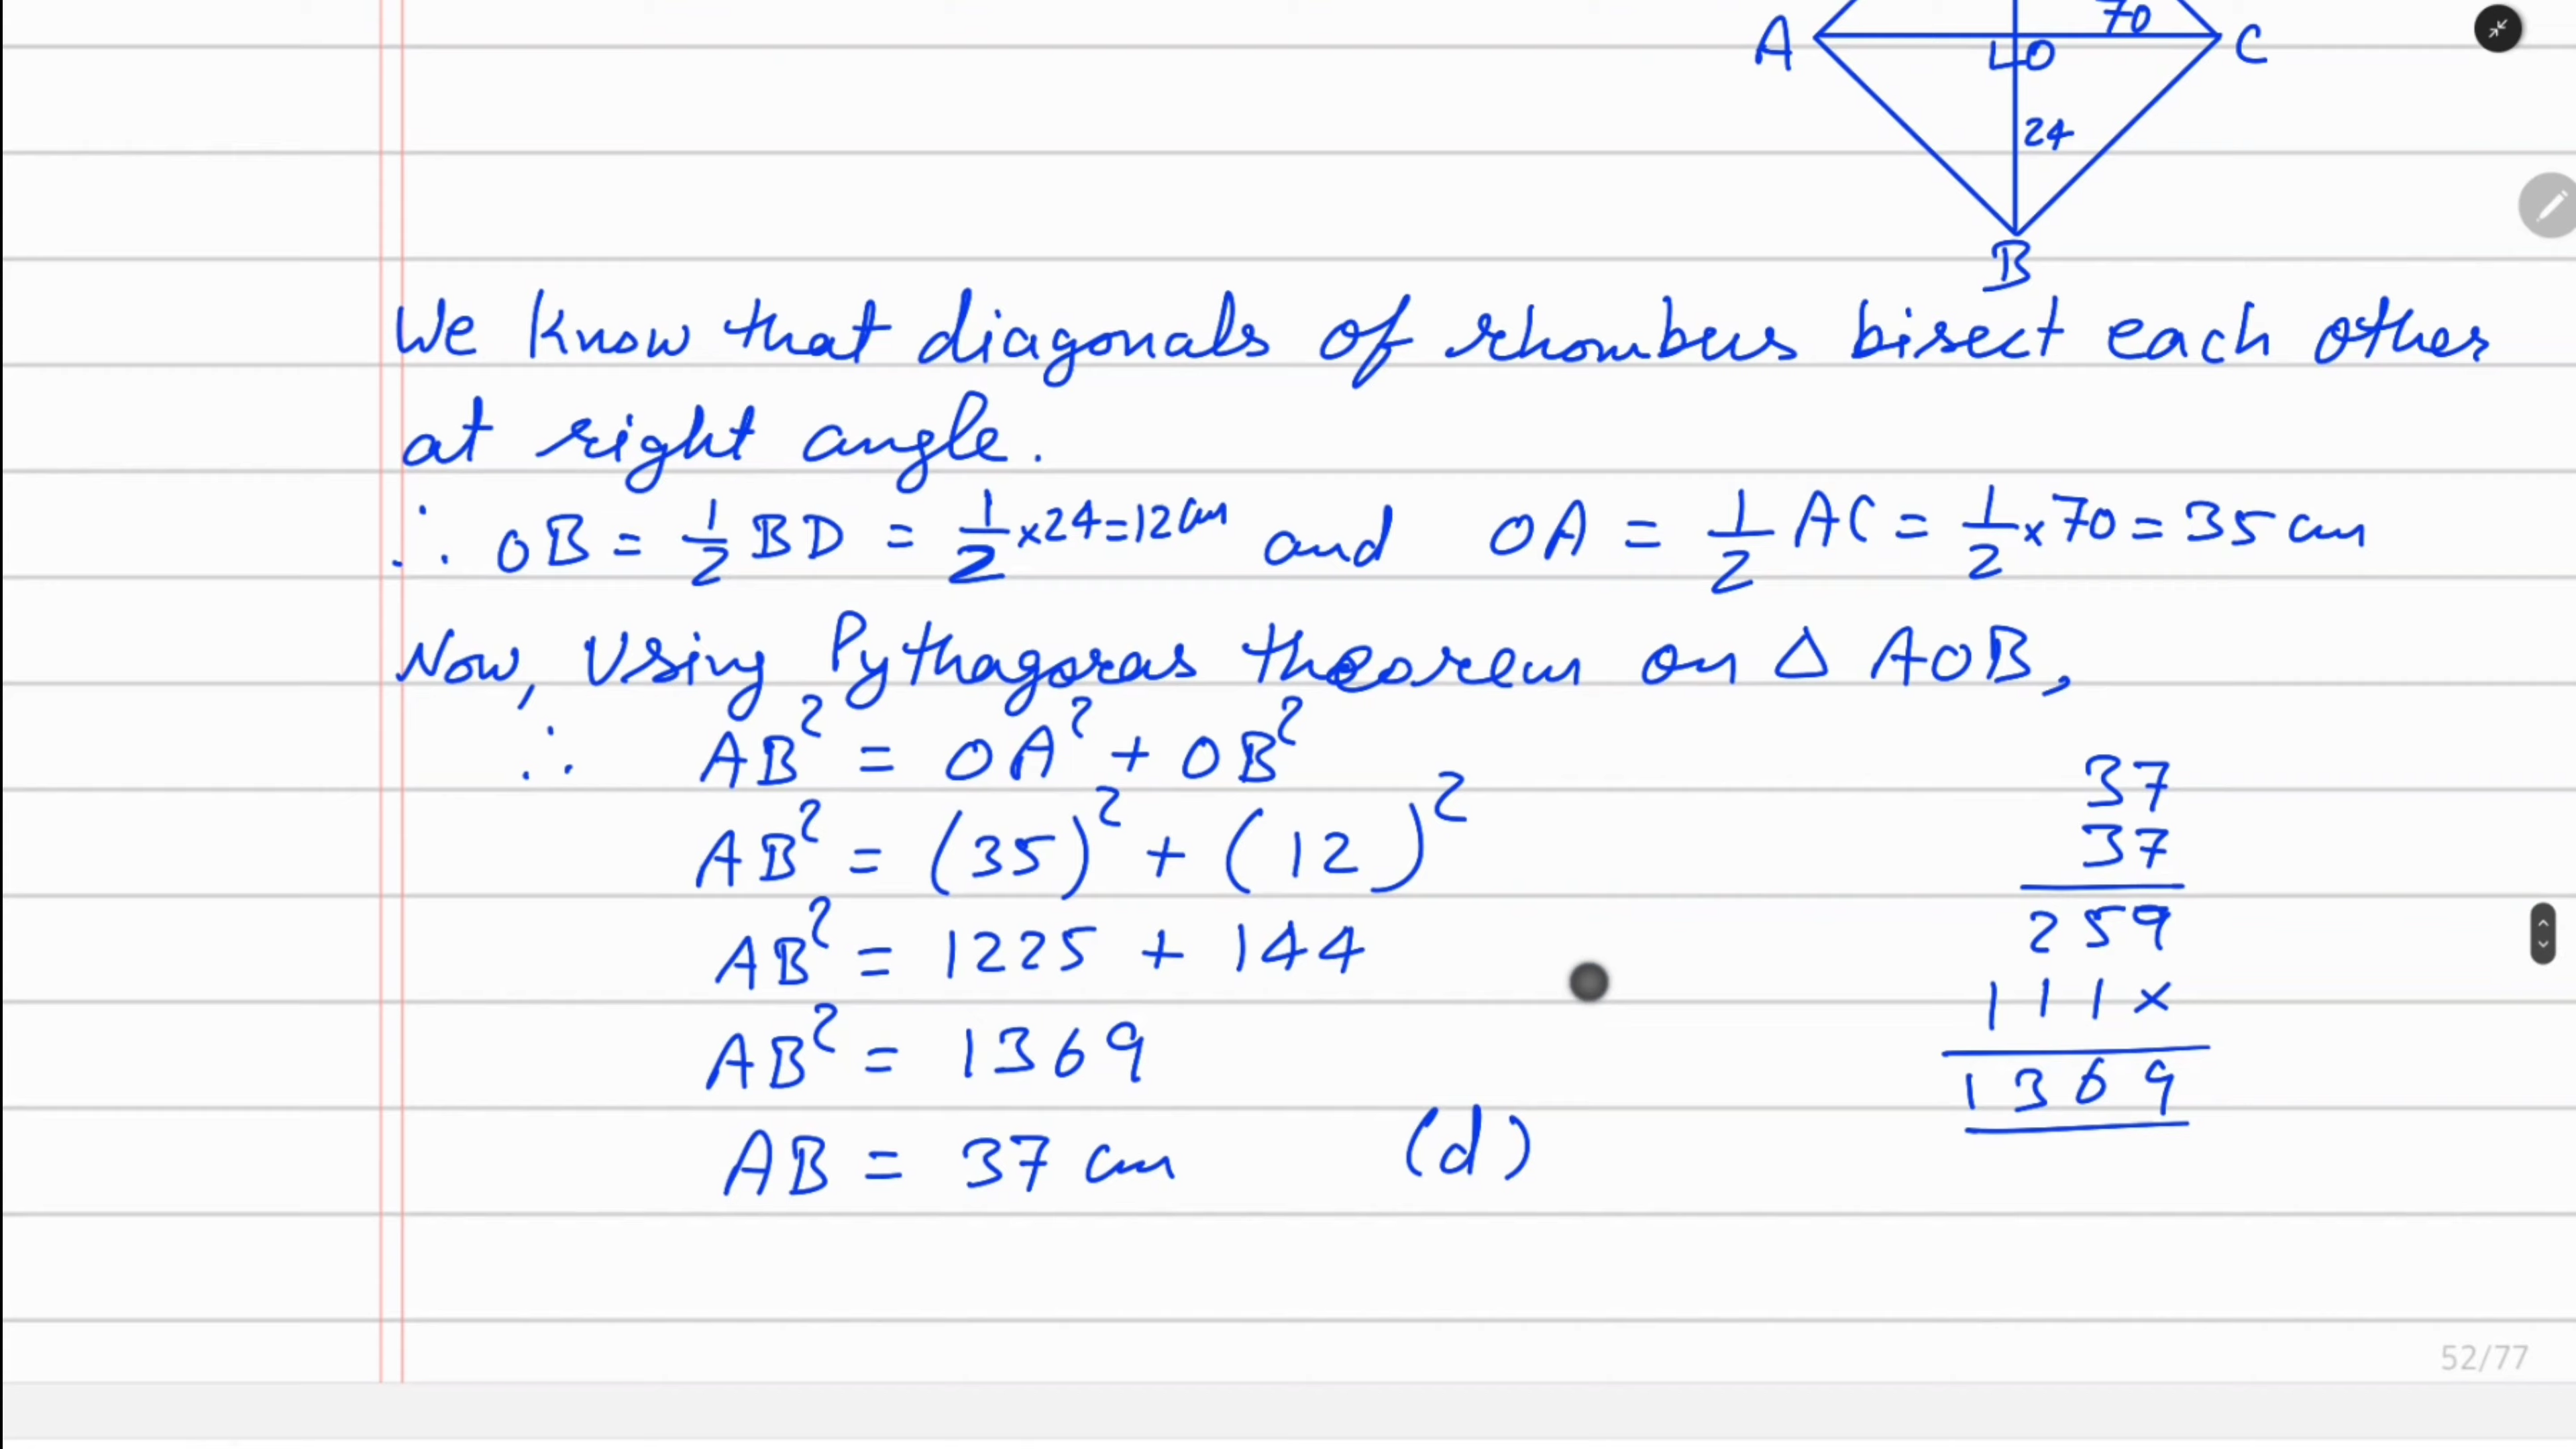 70
A
O
C
24
B
We know that diagonals of rhombus bisect each other
at right angle.
∴ OB = 1/2 BD = 1/2 × 24 = 12 cm and OA = 1/2 AC = 1/2 × 70 = 35 cm
Now, Using Pythagoras theorem on △ AOB,
∴ AB² = OA² + OB²
AB² = (35)² + (12)²
AB² = 1225 + 144
AB² = 1369
AB = 37 cm (d)
37
37
259
111×
1369
52/77